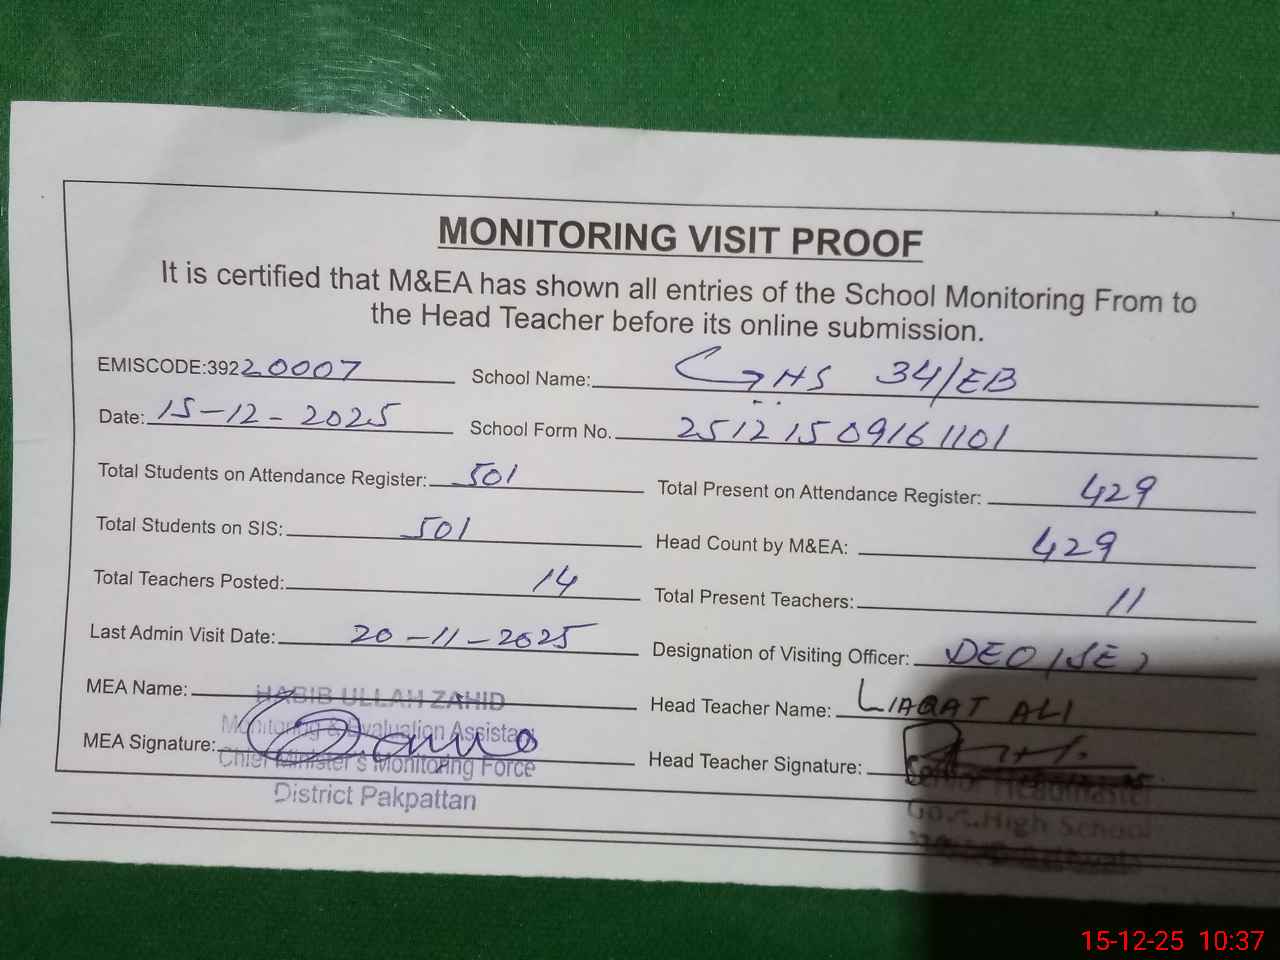 MONITORING VISIT PROOF
It is certified that M&EA has shown all entries of the School Monitoring From to
the Head Teacher before its online submission.
EMISCODE:39220007 School Name: GHS 34/EB
Date: 15-12-2025 School Form No. 25121509161101
Total Students on Attendance Register: 501 Total Present on Attendance Register: 429
Total Students on SIS: 501 Head Count by M&EA: 429
Total Teachers Posted: 14 Total Present Teachers: 11
Last Admin Visit Date: 20-11-2025 Designation of Visiting Officer: DEO (SE)
MEA Name: HABIB ULLAH ZAHID Head Teacher Name: LIAQAT ALI
Monitoring & Evaluation Assistant
MEA Signature: Head Teacher Signature:
Chief Minister's Monitoring Force
District Pakpattan
Senior Headmaster
Govt. High School
15-12-25 10:37